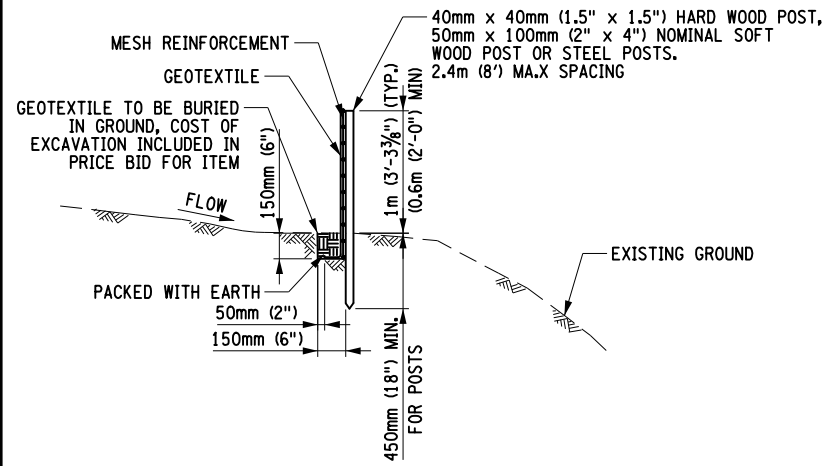 40mm x 40mm (1.5" x 1.5") HARD WOOD POST,
50mm x 100mm (2" x 4") NOMINAL SOFT
WOOD POST OR STEEL POSTS.
2.4m (8') MA.X SPACING
MESH REINFORCEMENT
GEOTEXTILE
GEOTEXTILE TO BE BURIED
IN GROUND, COST OF
EXCAVATION INCLUDED IN
PRICE BID FOR ITEM
150mm (6")
1m (3'-3⅜") (TYP.)
(0.6m (2'-0") MIN)
FLOW
EXISTING GROUND
PACKED WITH EARTH
50mm (2")
150mm (6")
450mm (18") MIN.
FOR POSTS